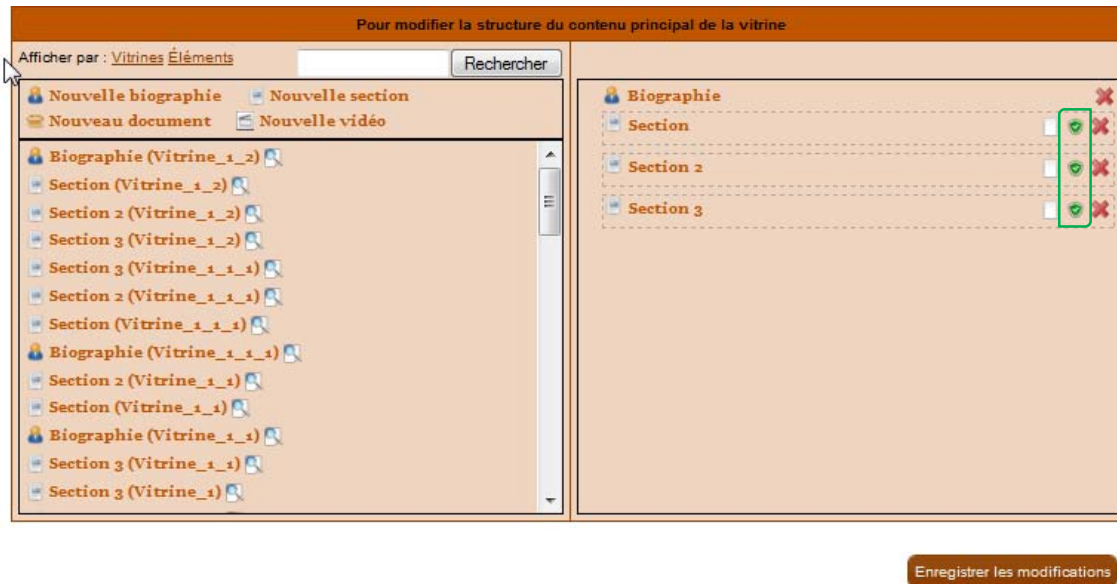 Pour modifier la structure du contenu principal de la vitrine
Afficher par : Vitrines Éléments
Rechercher
Nouvelle biographie Nouvelle section
Nouveau document Nouvelle vidéo
Biographie (Vitrine_1_2)
Section (Vitrine_1_2)
Section 2 (Vitrine_1_2)
Section 3 (Vitrine_1_2)
Section 3 (Vitrine_1_1_1)
Section 2 (Vitrine_1_1_1)
Section (Vitrine_1_1_1)
Biographie (Vitrine_1_1_1)
Section 2 (Vitrine_1_1)
Section (Vitrine_1_1)
Biographie (Vitrine_1_1)
Section 3 (Vitrine_1_1)
Section 3 (Vitrine_1)
Biographie
Section
Section 2
Section 3
Enregistrer les modifications